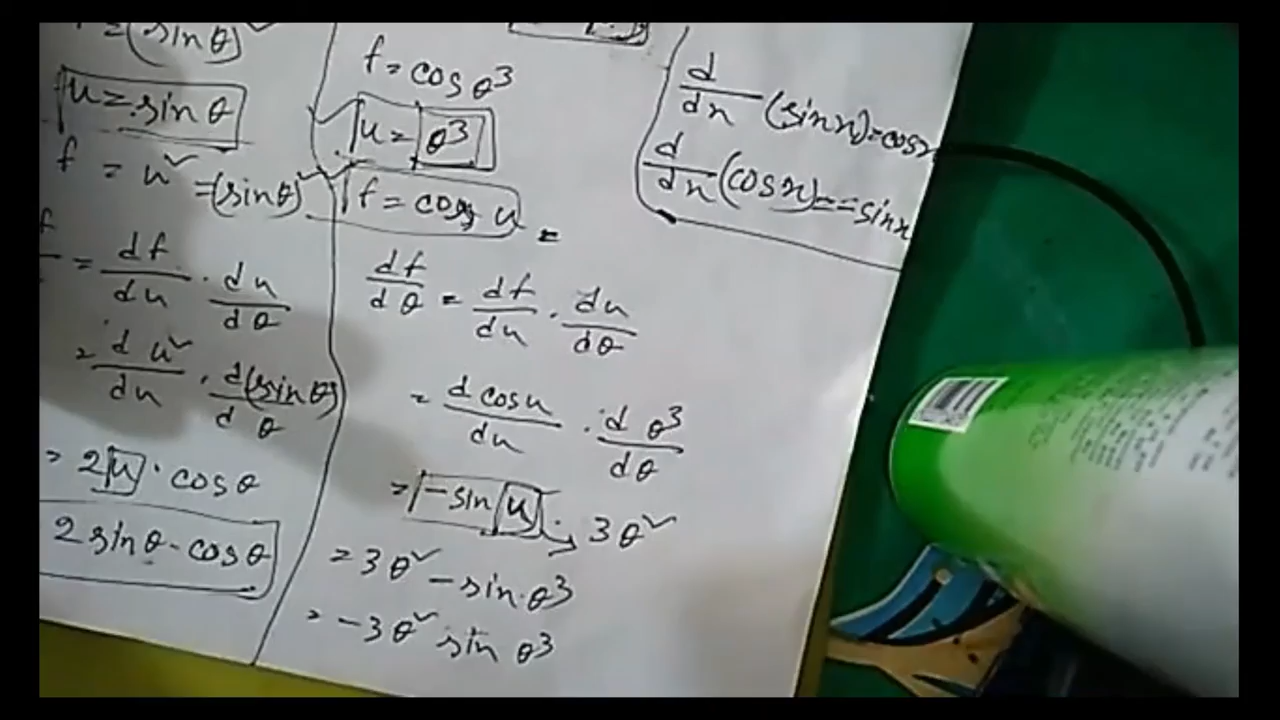 = (sin θ)²
u = sin θ
f = u² = (sin θ)²
= df/du · du/dθ
= d u²/du · d(sin θ)/dθ
= 2u · cos θ
2 sin θ · cos θ
f = cos θ³
u = θ³
f = cos u =
df/dθ = df/du · du/dθ
= d cos u/du · d θ³/dθ
= -sin u · 3θ²
= 3θ² - sin · θ³
= -3θ² sin θ³
d/dx (sin x) = cos x
d/dx (cos x) = -sin x